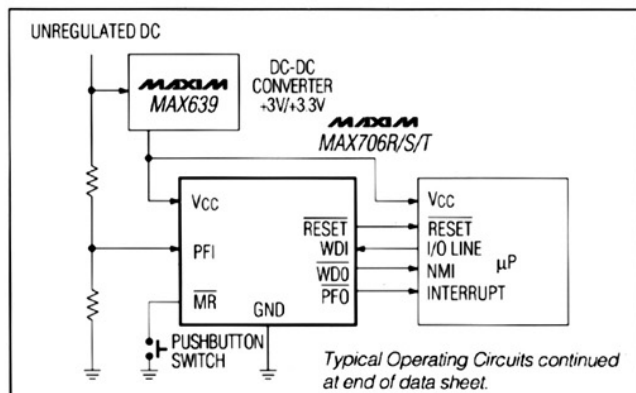 UNREGULATED DC
MAXIM
MAX639
DC-DC
CONVERTER
+3V/+3.3V
MAXIM
MAX706R/S/T
VCC
PFI
MR
GND
RESET
WDI
WDO
PFO
VCC
RESET
I/O LINE
NMI
INTERRUPT
μP
PUSHBUTTON
SWITCH
Typical Operating Circuits continued
at end of data sheet.